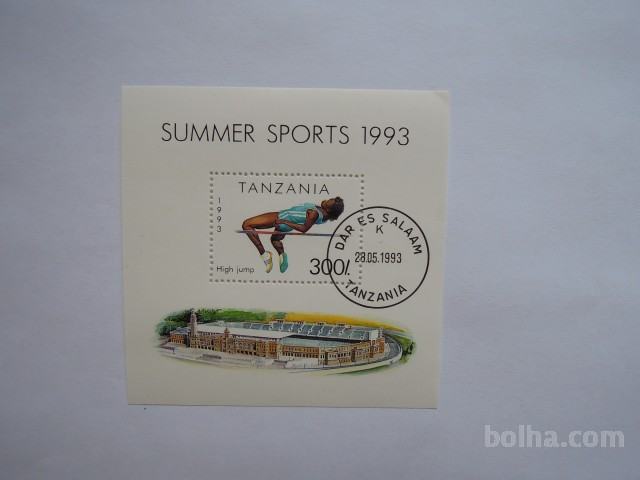 SUMMER SPORTS 1993
TANZANIA
1993
High jump
300/.
DAR ES SALAAM
K
28.05.1993
TANZANIA
bolha.com